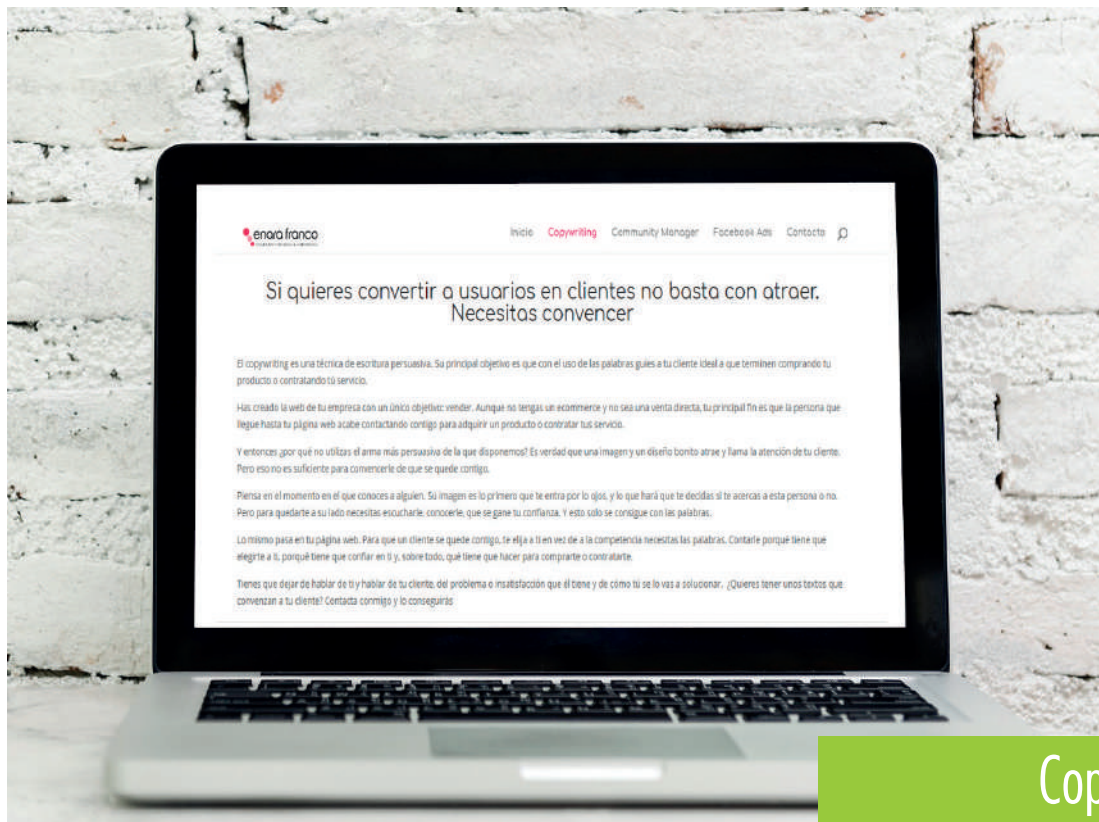 enara franco
Inicio Copywriting Community Manager Facebook Ads Contacto
Si quieres convertir a usuarios en clientes no basta con atraer.
Necesitas convencer
El copywriting es una técnica de escritura persuasiva. Su principal objetivo es que con el uso de las palabras guíes a tu cliente ideal a que terminen comprando tu
producto o contratando tú servicio.
Has creado la web de tu empresa con un único objetivo: vender. Aunque no tengas un ecommerce y no sea una venta directa, tu principal fin es que la persona que
llegue hasta tu página web acabe contactando contigo para adquirir un producto o contratar tus servicio.
Y entonces ¿por qué no utilizas el arma más persuasiva de la que disponemos? Es verdad que una imagen y un diseño bonito atrae y llama la atención de tu cliente.
Pero eso no es suficiente para convencerle de que se quede contigo.
Piensa en el momento en el que conoces a alguien. Su imagen es lo primero que te entra por lo ojos, y lo que hará que te decidas si te acercas a esta persona o no.
Pero para quedarte a su lado necesitas escucharle, conocerle, que se gane tu confianza. Y esto solo se consigue con las palabras.
Lo mismo pasa en tu página web. Para que un cliente se quede contigo, te elija a ti en vez de a la competencia necesitas las palabras. Contarle porqué tiene que
elegirte a ti, porqué tiene que confiar en ti y, sobre todo, qué tiene que hacer para comprarte o contratarte.
Tienes que dejar de hablar de ti y hablar de tu cliente, del problema o insatisfacción que él tiene y de cómo tú se lo vas a solucionar. ¿Quieres tener unos textos que
convenzan a tu cliente? Contacta conmigo y lo conseguirás
Cop